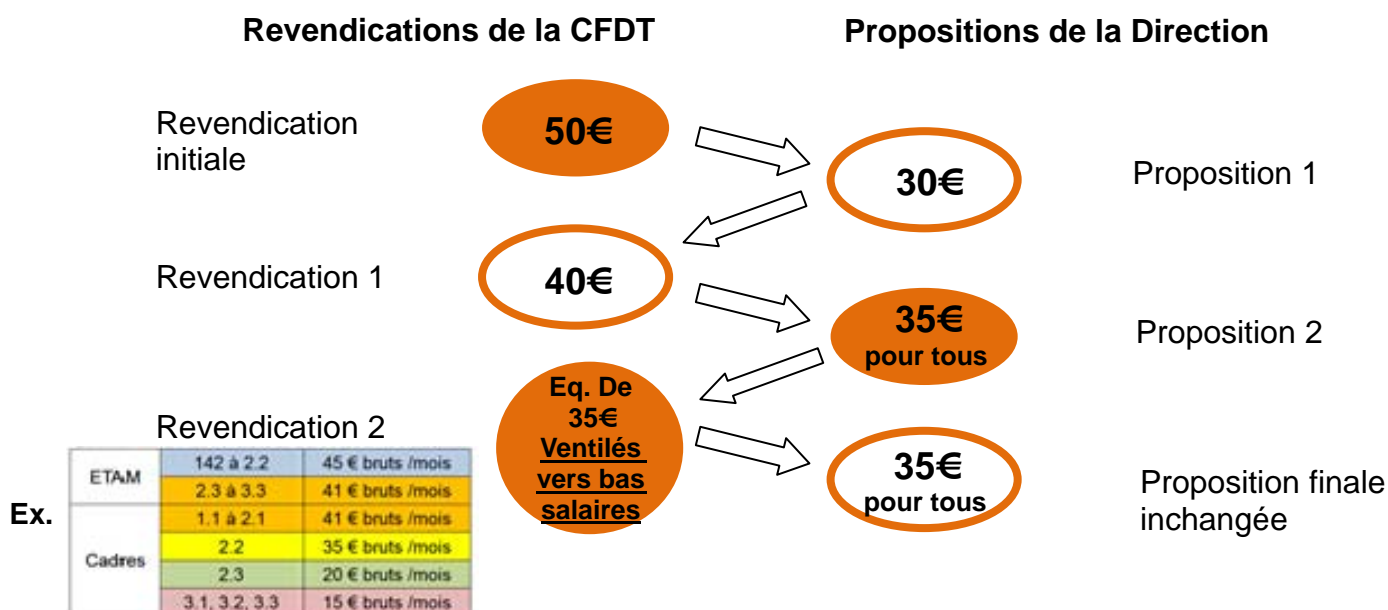 Revendications de la CFDT
Propositions de la Direction
Revendication
initiale
50€
30€
Proposition 1
Revendication 1
40€
35€
pour tous
Proposition 2
Revendication 2
Eq. De
35€
Ventilés
vers bas
salaires
35€
pour tous
Proposition finale
inchangée
Ex.
ETAM
142 à 2.2
45 € bruts /mois
2.3 à 3.3
41 € bruts /mois
Cadres
1.1 à 2.1
41 € bruts /mois
2.2
35 € bruts /mois
2.3
20 € bruts /mois
3.1, 3.2, 3.3
15 € bruts /mois